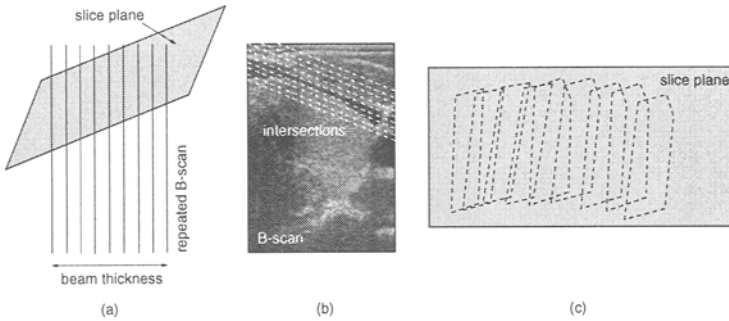 slice plane
repeated B-scan
beam thickness
(a)
intersections
B-scan
(b)
slice plane
(c)